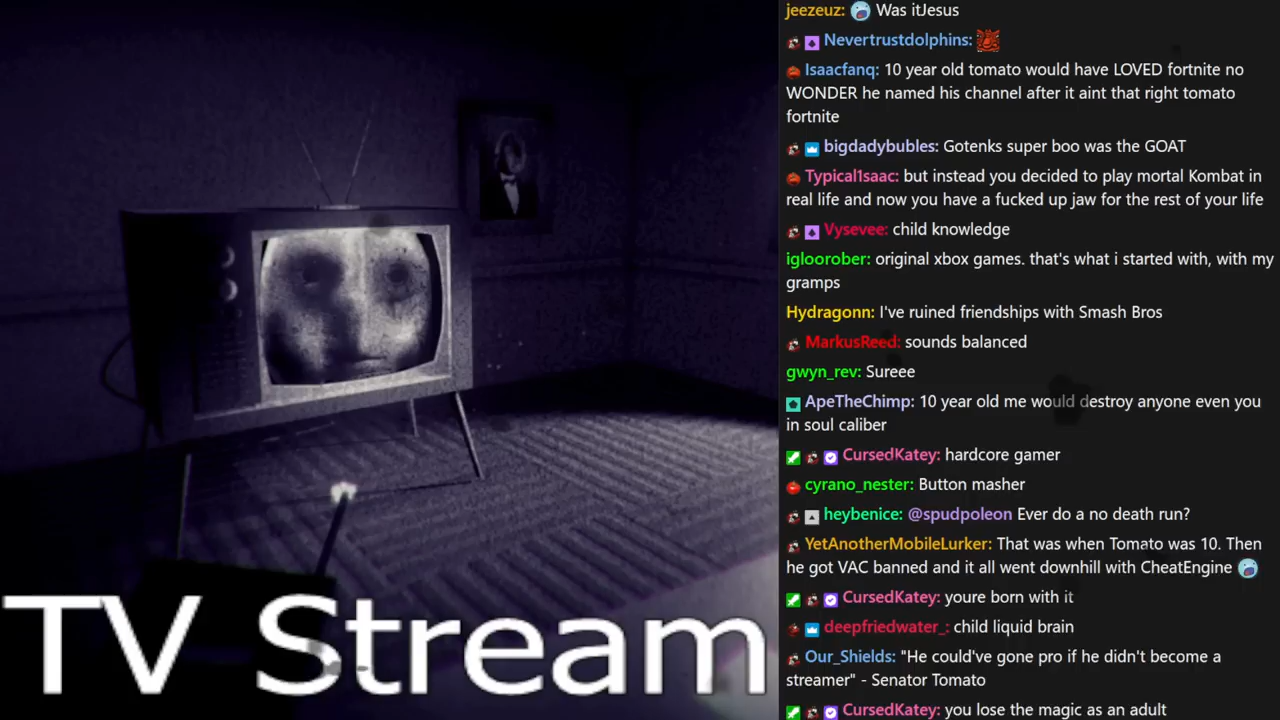 jeezeuz: Was itJesus
Nevertrustdolphins:
Isaacfanq: 10 year old tomato would have LOVED fortnite no
WONDER he named his channel after it aint that right tomato
fortnite
bigdadybubles: Gotenks super boo was the GOAT
Typical1saac: but instead you decided to play mortal Kombat in
real life and now you have a fucked up jaw for the rest of your life
Vysevee: child knowledge
igloorober: original xbox games. that's what i started with, with my
gramps
Hydragonn: I've ruined friendships with Smash Bros
MarkusReed: sounds balanced
gwyn_rev: Sureee
ApeTheChimp: 10 year old me would destroy anyone even you
in soul caliber
CursedKatey: hardcore gamer
cyrano_nester: Button masher
heybenice: @spudpoleon Ever do a no death run?
YetAnotherMobileLurker: That was when Tomato was 10. Then
he got VAC banned and it all went downhill with CheatEngine
CursedKatey: youre born with it
deepfriedwater_: child liquid brain
Our_Shields: "He could've gone pro if he didn't become a
streamer" - Senator Tomato
CursedKatey: you lose the magic as an adult
TV Stream